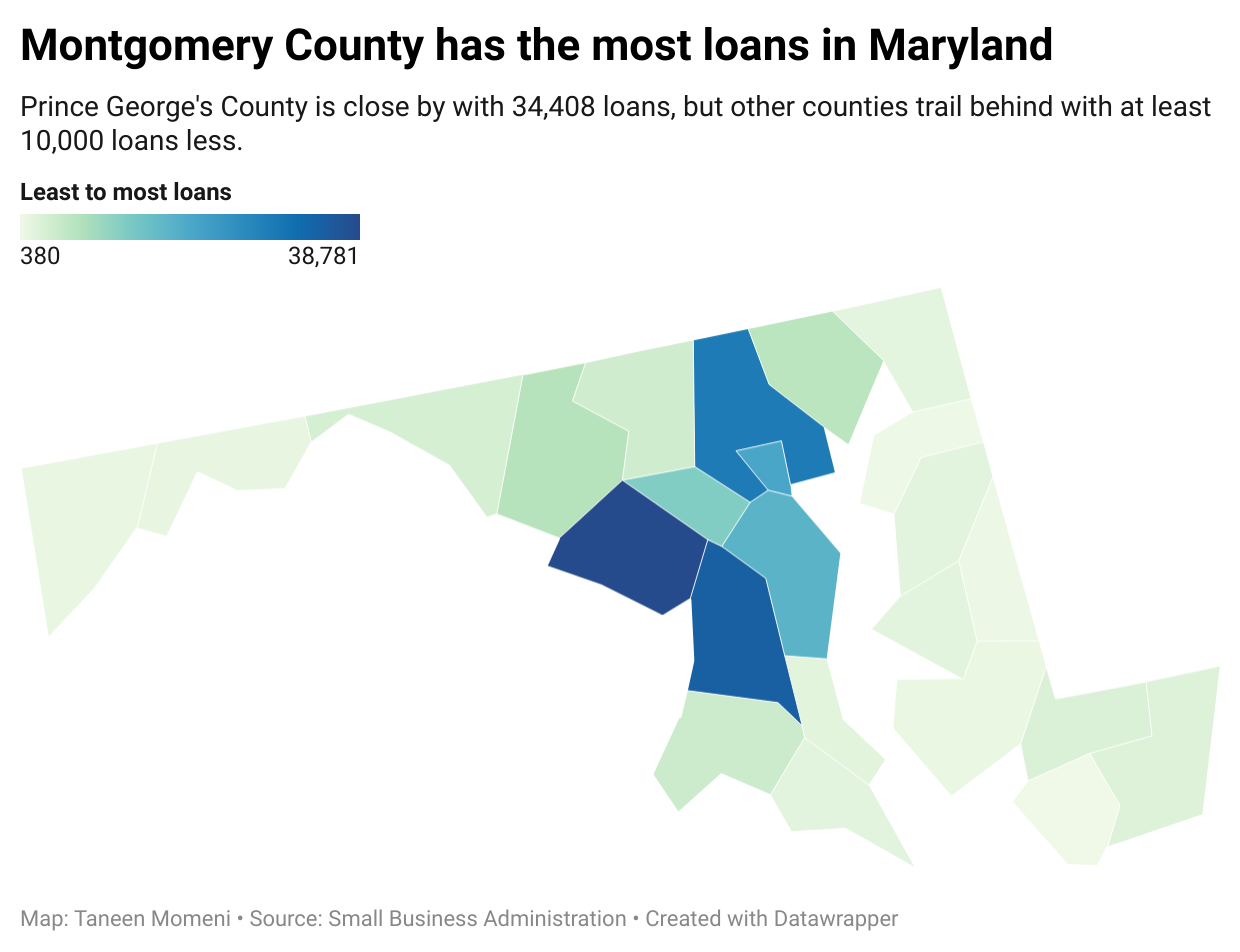 Montgomery County has the most loans in Maryland
Prince George's County is close by with 34,408 loans, but other counties trail behind with at least
10,000 loans less.
Least to most loans
380
38,781
Map: Taneen Momeni • Source: Small Business Administration • Created with Datawrapper